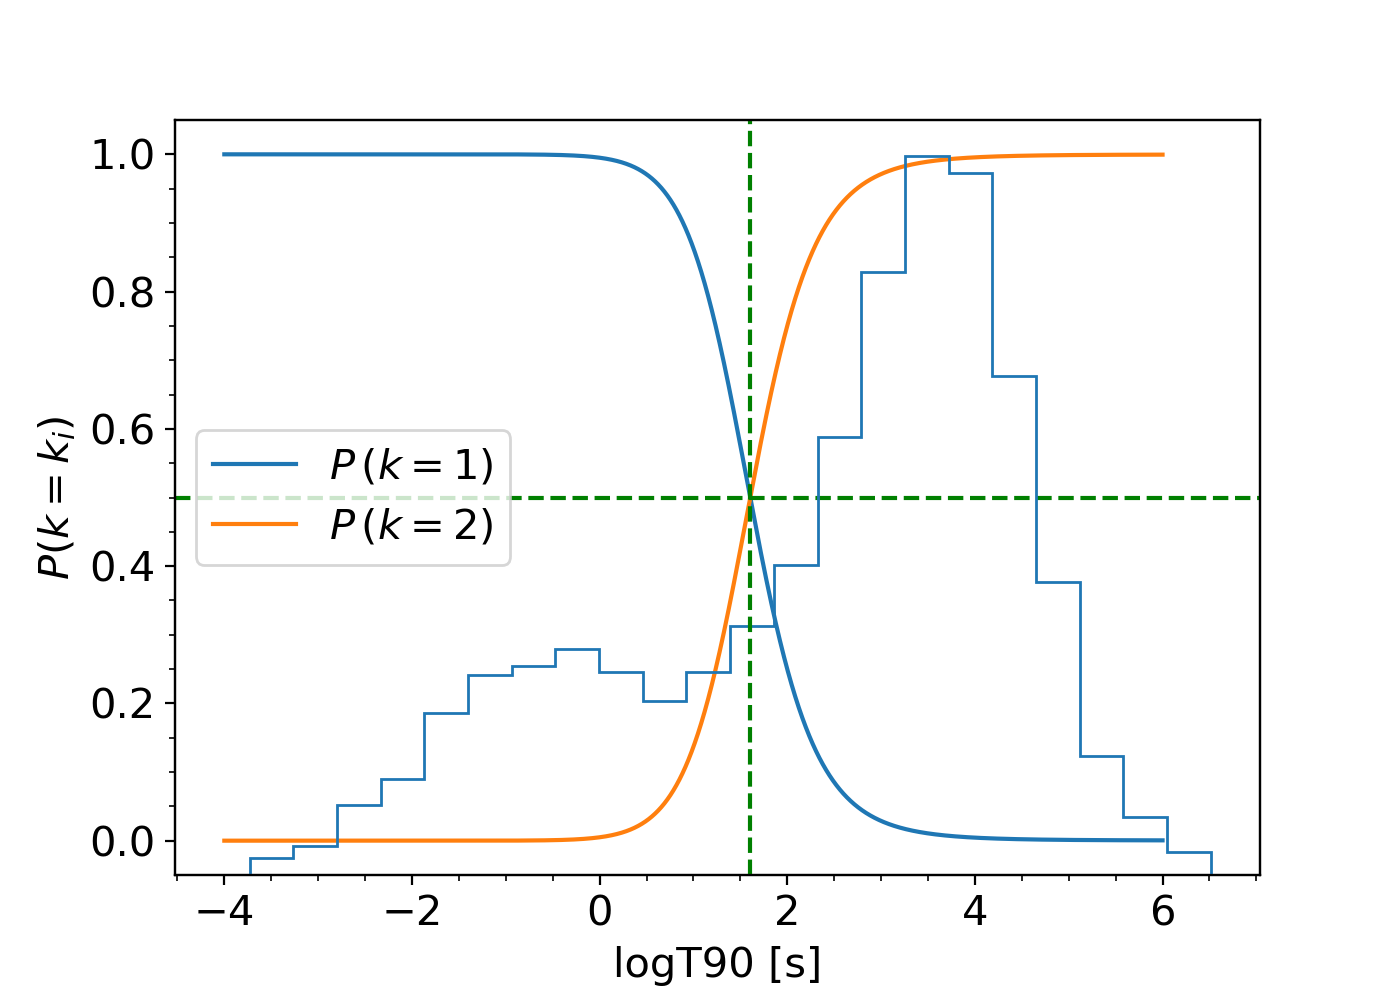 1.0
0.8
0.6
0.4
0.2
0.0
P(k = k_i)
P (k = 1)
P (k = 2)
−4 −2 0 2 4 6
logT90 [s]